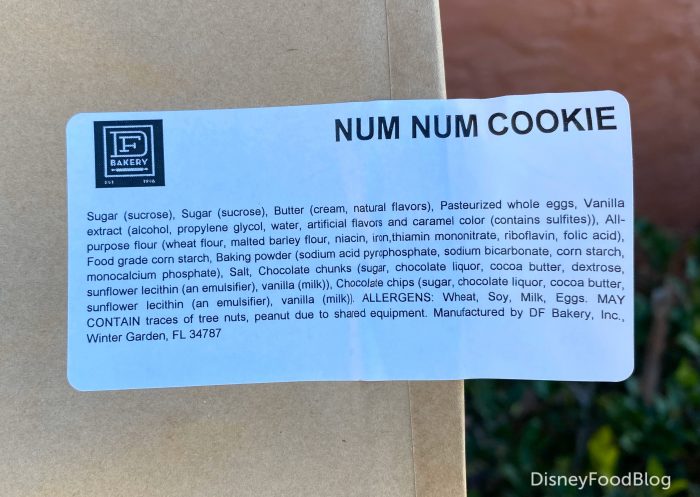 DF
BAKERY
EST 1916
NUM NUM COOKIE
Sugar (sucrose), Sugar (sucrose), Butter (cream, natural flavors), Pasteurized whole eggs, Vanilla
extract (alcohol, propylene glycol, water, artificial flavors and caramel color (contains sulfites)), All-
purpose flour (wheat flour, malted barley flour, niacin, iron,thiamin mononitrate, riboflavin, folic acid),
Food grade corn starch, Baking powder (sodium acid pyrophosphate, sodium bicarbonate, corn starch,
monocalcium phosphate), Salt, Chocolate chunks (sugar, chocolate liquor, cocoa butter, dextrose,
sunflower lecithin (an emulsifier), vanilla (milk)), Chocolate chips (sugar, chocolate liquor, cocoa butter,
sunflower lecithin (an emulsifier), vanilla (milk)). ALLERGENS: Wheat, Soy, Milk, Eggs. MAY
CONTAIN traces of tree nuts, peanut due to shared equipment. Manufactured by DF Bakery, Inc.,
Winter Garden, FL 34787
DisneyFoodBlog